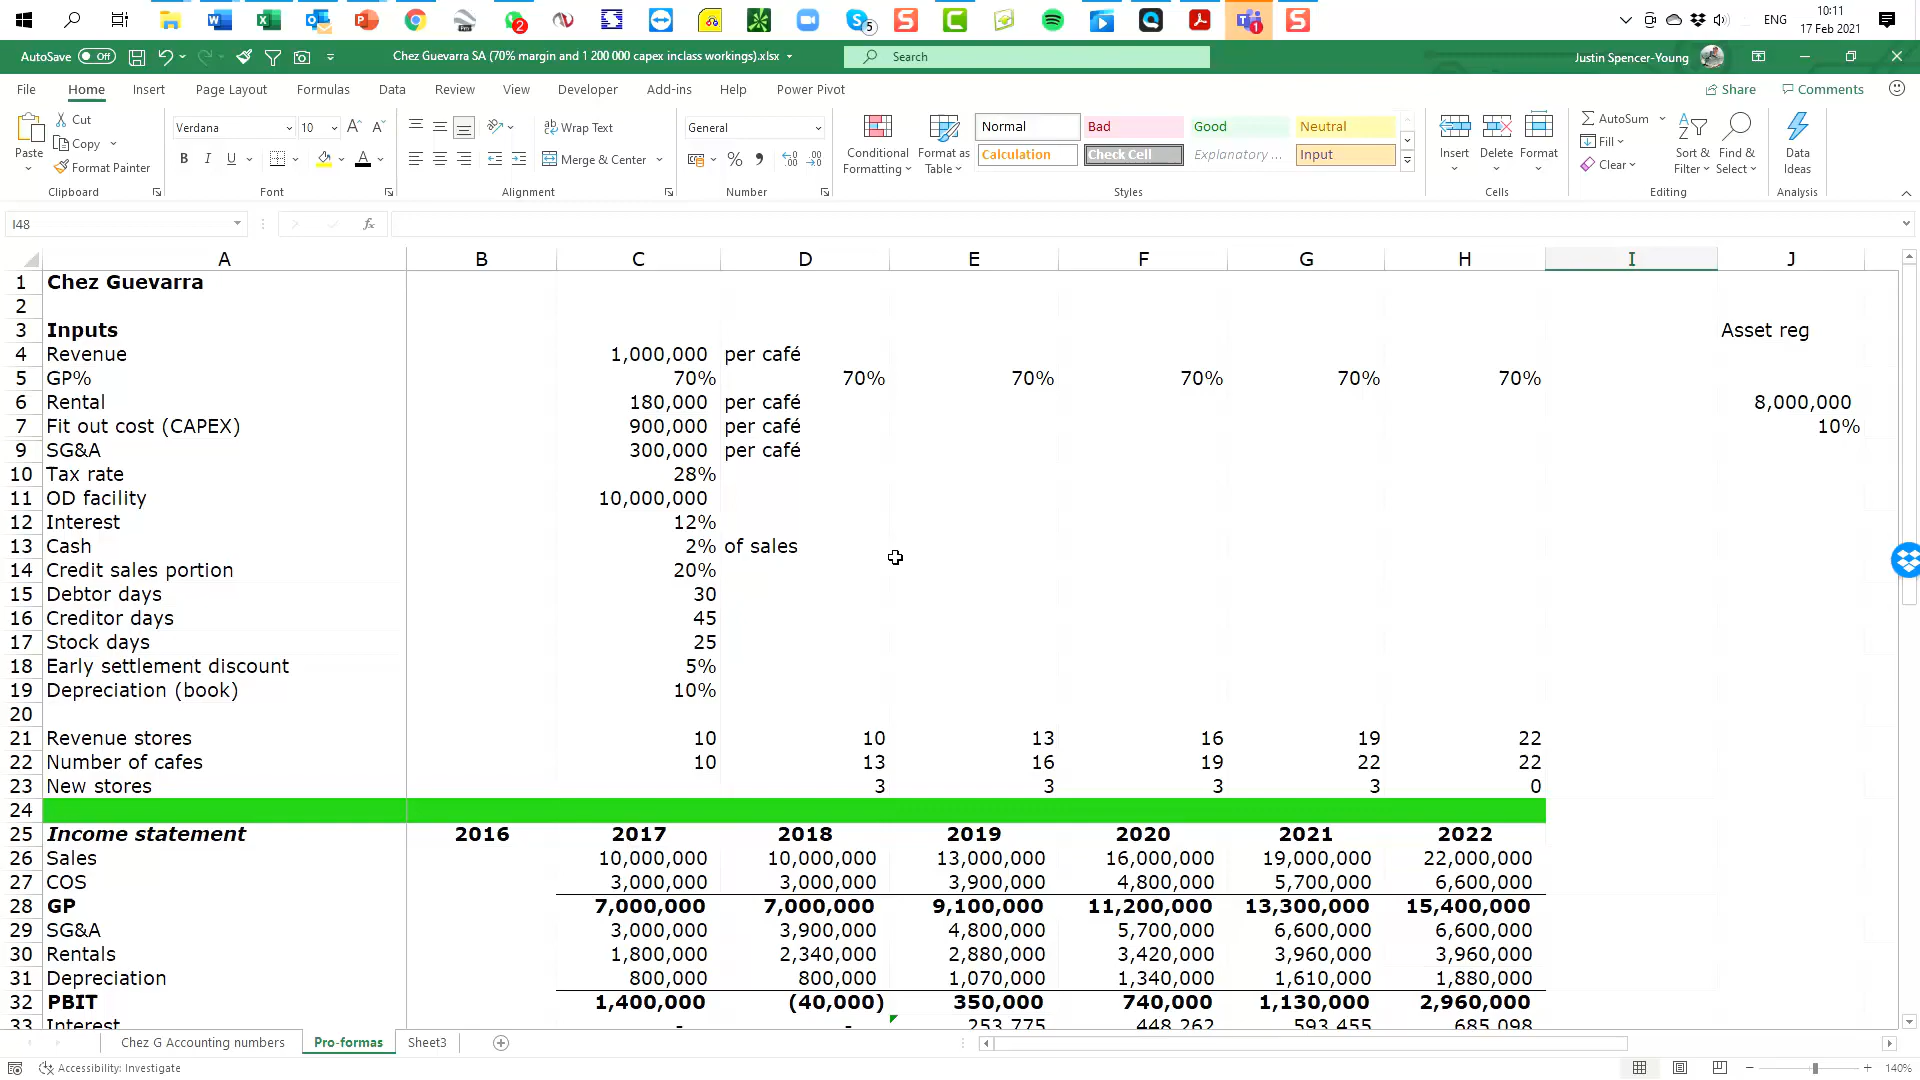 Pro
2
5
1
ENG
10:11
17 Feb 2021
AutoSave Off
Chez Guevarra SA (70% margin and 1 200 000 capex inclass workings).xlsx
Search
Justin Spencer-Young
File Home Insert Draw Page Layout Formulas Data Review View Developer Add-ins Help Power Pivot
Share Comments
Paste
Cut
Copy
Format Painter
Clipboard
Verdana 10
B I U A
Font
Wrap Text
Merge & Center
Alignment
General
%
Number
Conditional Formatting
Format as Table
Normal Bad Good Neutral
Calculation Check Cell Explanatory ... Input
Styles
Insert Delete Format
Cells
AutoSum
Fill
Clear
Sort & Filter
Find & Select
Editing
Data Ideas
Analysis
I48
fx
A B C D E F G H I J
1 Chez Guevarra
2
3 Inputs Asset reg
4 Revenue 1,000,000 per café
5 GP% 70% 70% 70% 70% 70% 70%
6 Rental 180,000 per café 8,000,000
7 Fit out cost (CAPEX) 900,000 per café 10%
9 SG&A 300,000 per café
10 Tax rate 28%
11 OD facility 10,000,000
12 Interest 12%
13 Cash 2% of sales
14 Credit sales portion 20%
15 Debtor days 30
16 Creditor days 45
17 Stock days 25
18 Early settlement discount 5%
19 Depreciation (book) 10%
20
21 Revenue stores 10 10 13 16 19 22
22 Number of cafes 10 13 16 19 22 22
23 New stores 3 3 3 3 0
24
25 Income statement 2016 2017 2018 2019 2020 2021 2022
26 Sales 10,000,000 10,000,000 13,000,000 16,000,000 19,000,000 22,000,000
27 COS 3,000,000 3,000,000 3,900,000 4,800,000 5,700,000 6,600,000
28 GP 7,000,000 7,000,000 9,100,000 11,200,000 13,300,000 15,400,000
29 SG&A 3,000,000 3,900,000 4,800,000 5,700,000 6,600,000 6,600,000
30 Rentals 1,800,000 2,340,000 2,880,000 3,420,000 3,960,000 3,960,000
31 Depreciation 800,000 800,000 1,070,000 1,340,000 1,610,000 1,880,000
32 PBIT 1,400,000 (40,000) 350,000 740,000 1,130,000 2,960,000
33 Interest - - 253,775 448,262 593,455 685,098
Chez G Accounting numbers Pro-formas Sheet3
Accessibility: Investigate
140%